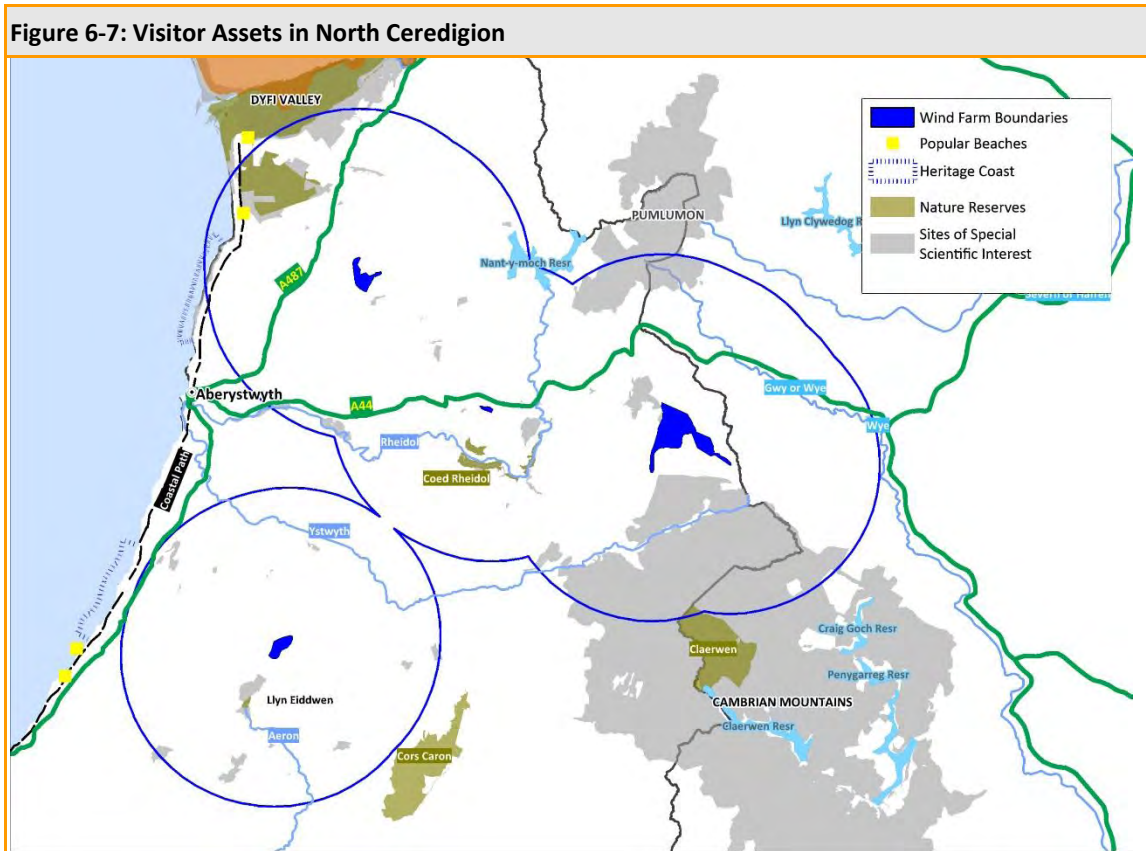 Figure 6-7: Visitor Assets in North Ceredigion
DYFI VALLEY
Wind Farm Boundaries
Popular Beaches
Heritage Coast
Nature Reserves
Sites of Special
Scientific Interest
PUMLUMON
Llyn Clywedog R
Nant-y-moch Resr
A487
Severn or Hafren
Aberystwyth
A44
Gwy or Wye
Wye
Rheidol
Coed Rheidol
Coastal Path
Ystwyth
Craig Goch Resr
Claerwen
Penygarreg Resr
Llyn Eiddwen
CAMBRIAN MOUNTAINS
Claerwen Resr
Aeron
Cors Caron